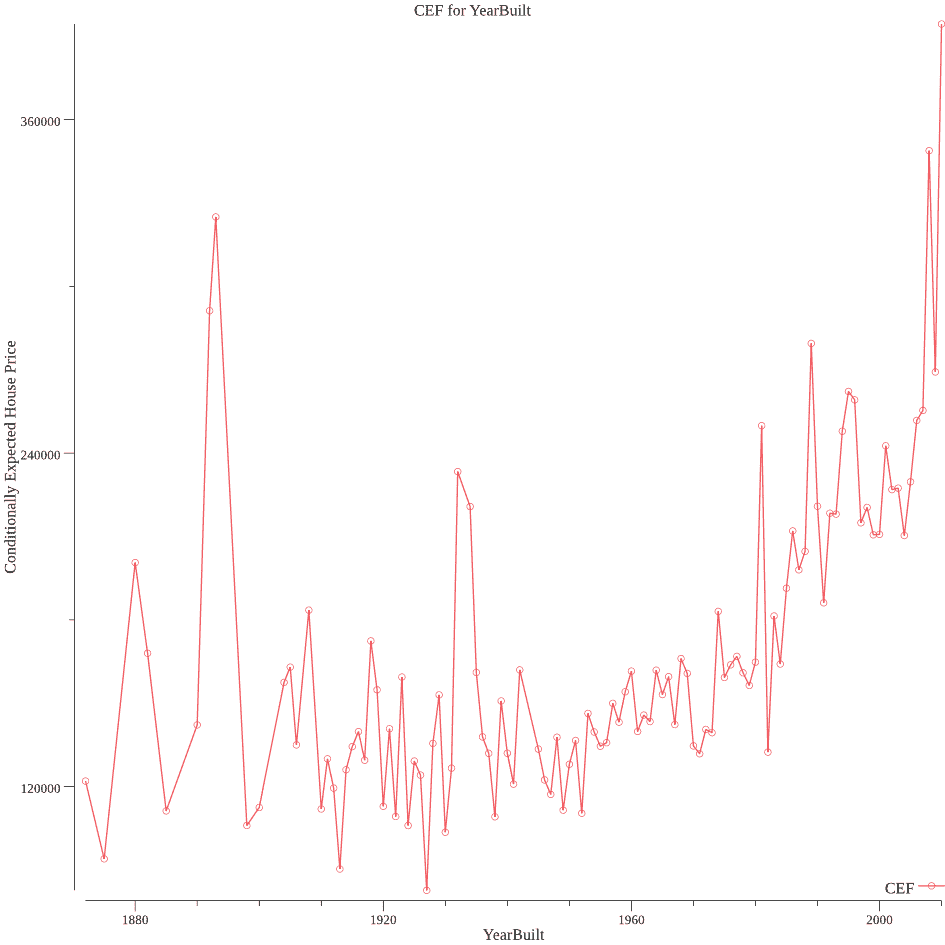 CEF for YearBuilt
360000
240000
120000
Conditionally Expected House Price
CEF
1880 1920 1960 2000
YearBuilt